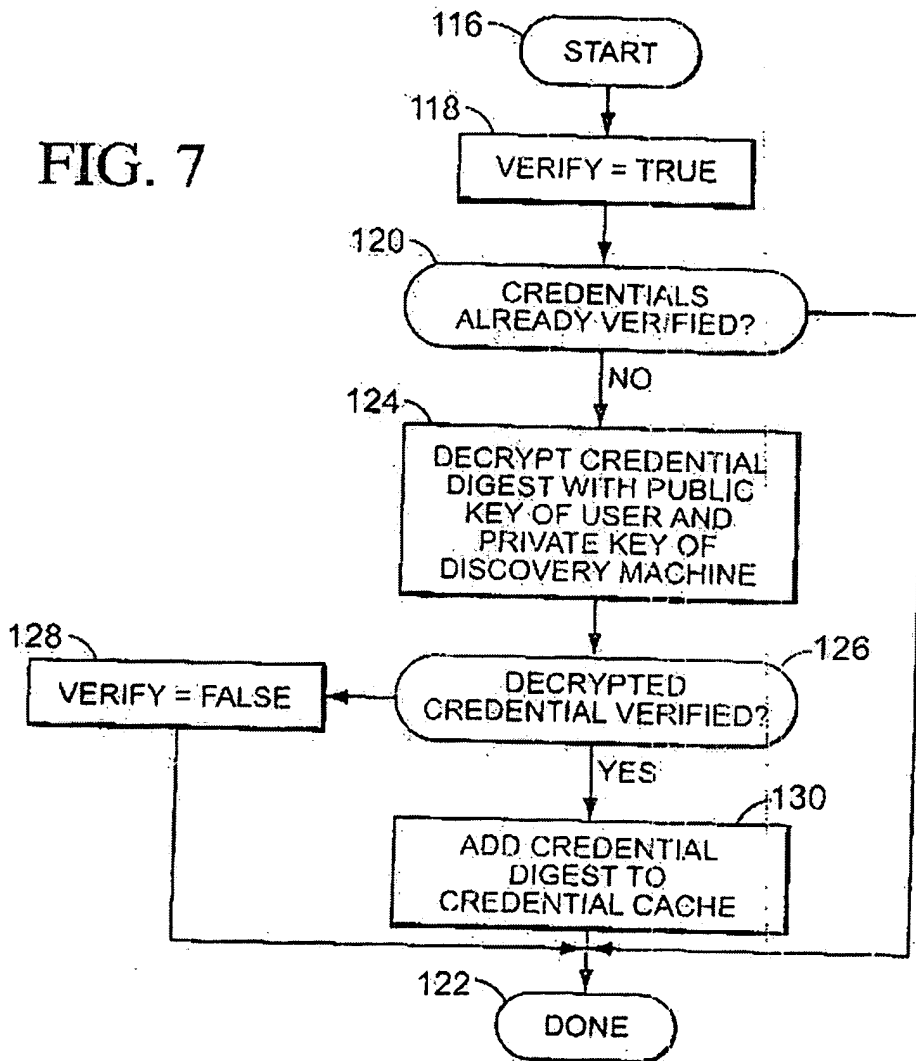 116
START
FIG. 7
118
VERIFY = TRUE
120
CREDENTIALS
ALREADY VERIFIED?
NO
124
DECRYPT CREDENTIAL
DIGEST WITH PUBLIC
KEY OF USER AND
PRIVATE KEY OF
DISCOVERY MACHINE
128
VERIFY = FALSE
126
DECRYPTED
CREDENTIAL VERIFIED?
YES
130
ADD CREDENTIAL
DIGEST TO
CREDENTIAL CACHE
122
DONE